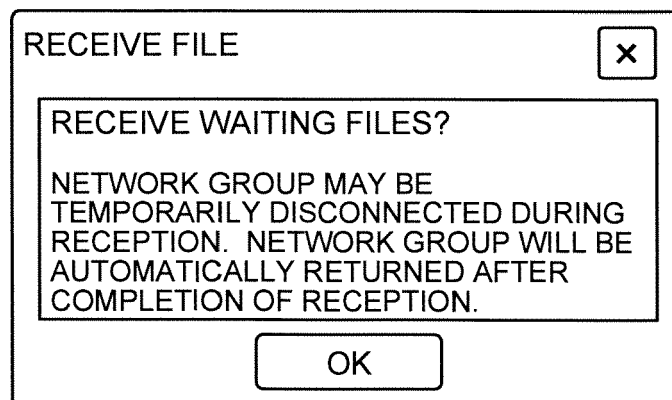 RECEIVE FILE
×
RECEIVE WAITING FILES?
NETWORK GROUP MAY BE
TEMPORARILY DISCONNECTED DURING
RECEPTION. NETWORK GROUP WILL BE
AUTOMATICALLY RETURNED AFTER
COMPLETION OF RECEPTION.
OK